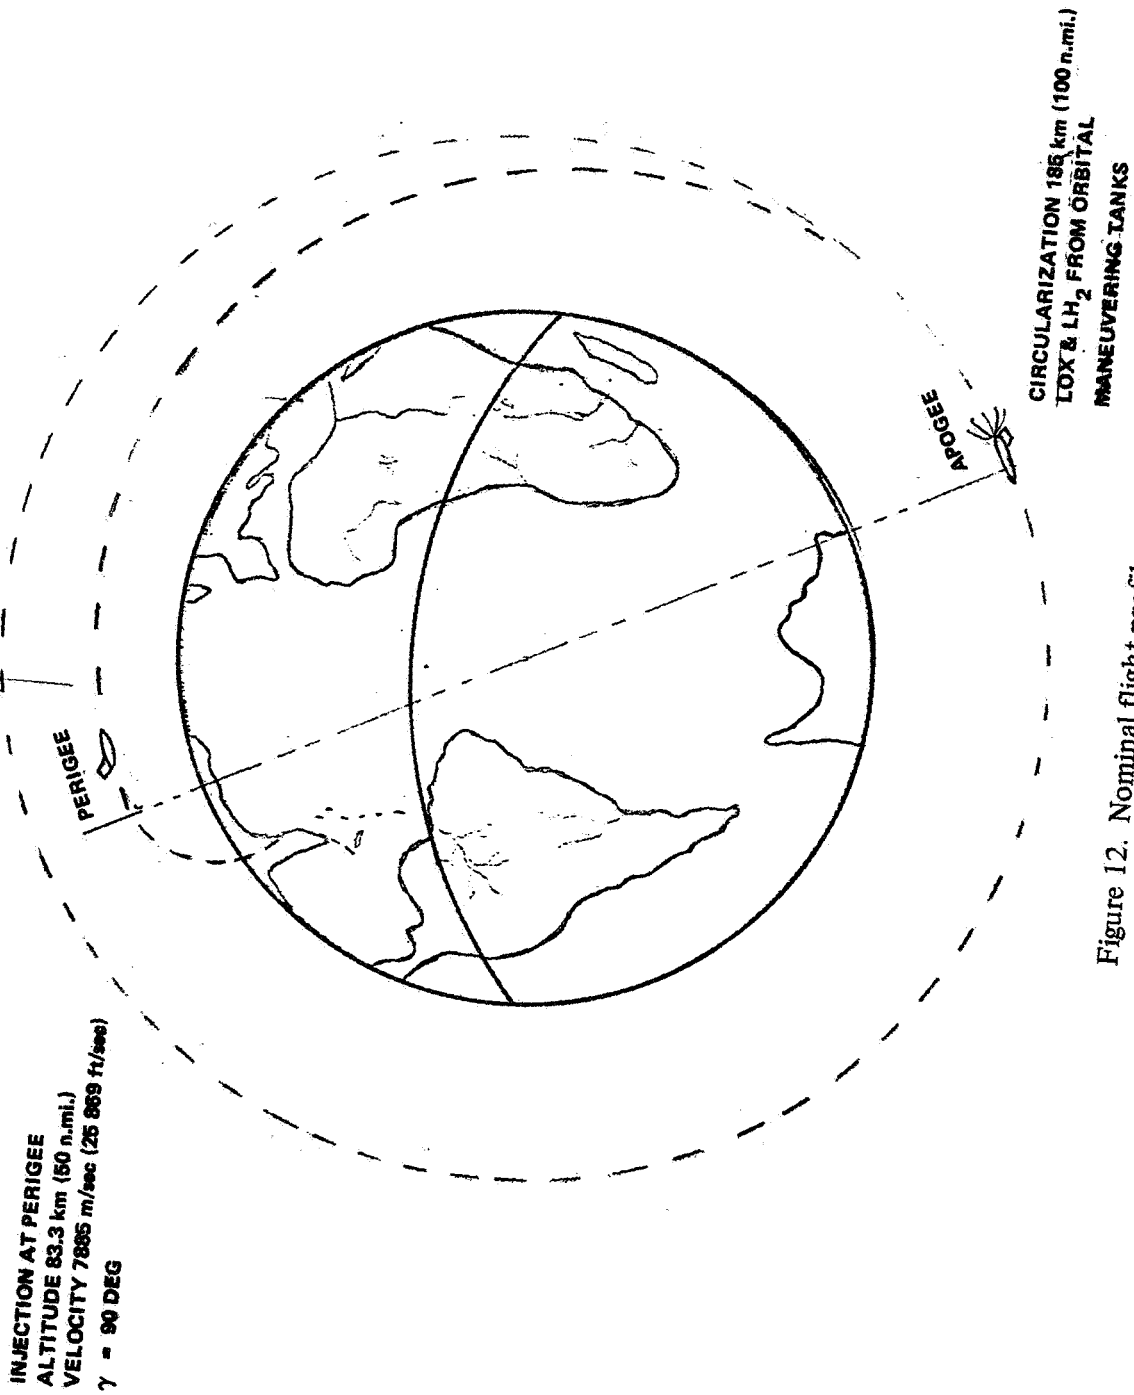 INJECTION AT PERIGEE
ALTITUDE 83.3 km (50 n.mi.)
VELOCITY 7885 m/sec (25 869 ft/sec)
γ = 90 DEG
PERIGEE
APOGEE
CIRCULARIZATION 185 km (100 n.mi.)
LOX & LH2 FROM ORBITAL
MANEUVERING TANKS
Figure 12. Nominal flight